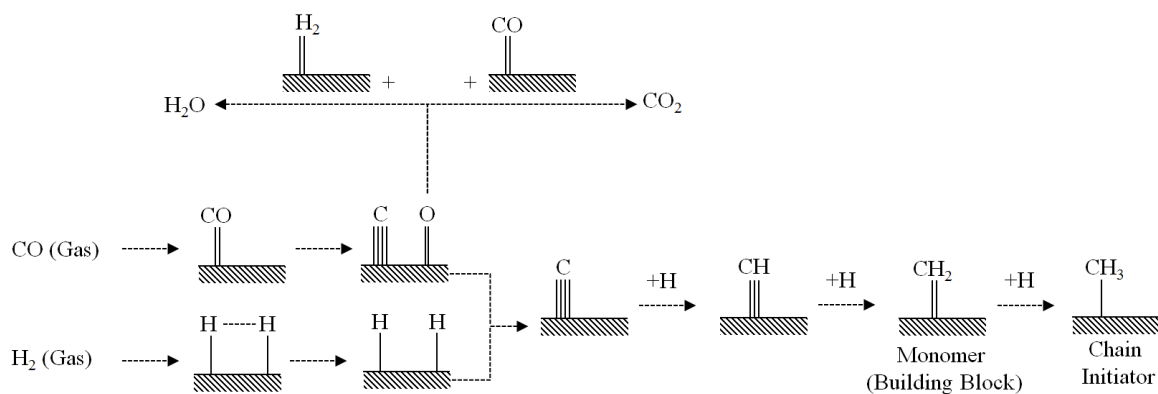 H₂
CO
+
+
H₂O
CO₂
CO
C
O
CO (Gas)
C
+H
CH
+H
CH₂
+H
CH₃
H
H
H
H
H₂ (Gas)
Monomer
(Building Block)
Chain
Initiator